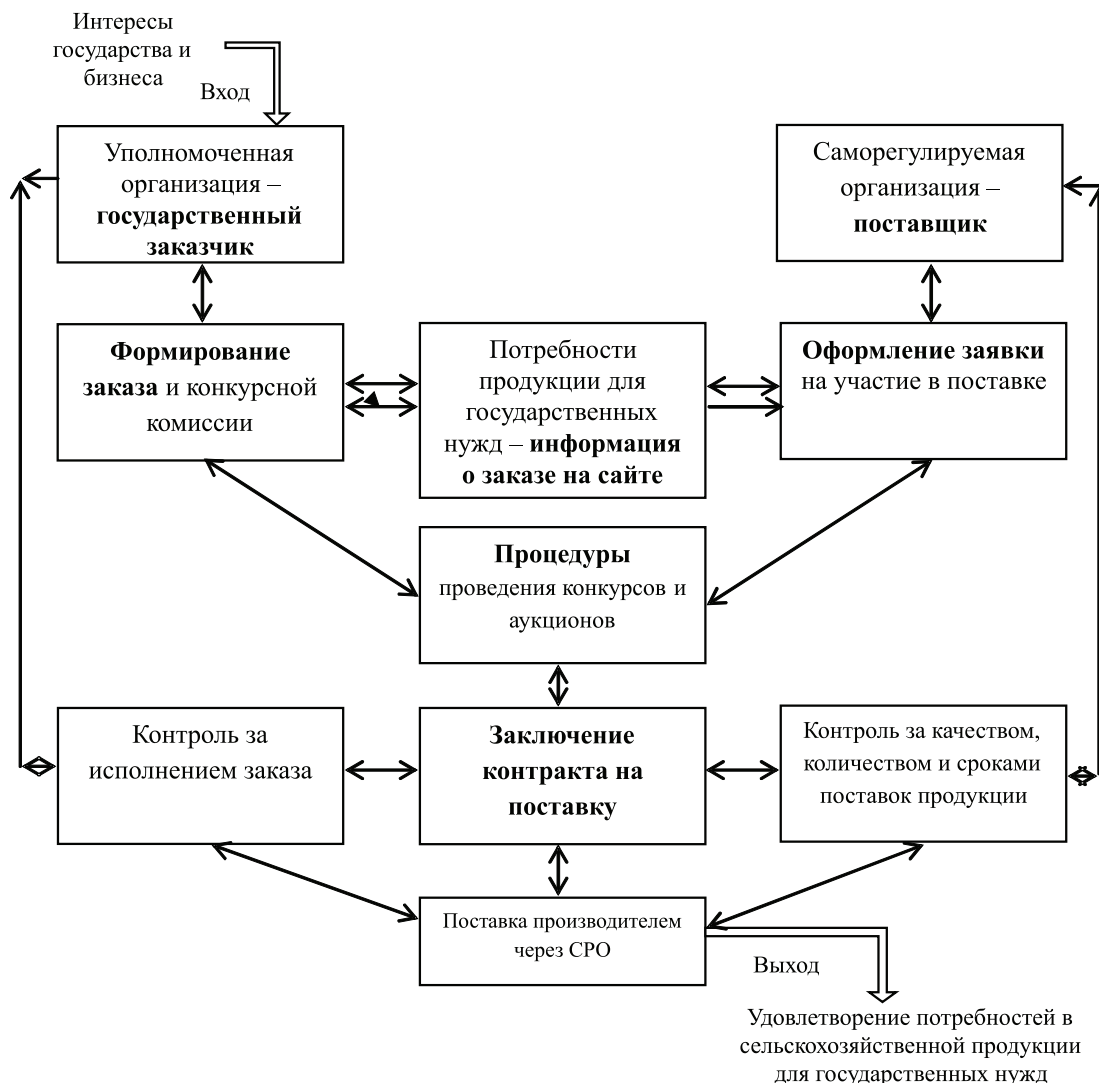 Интересы
государства и
бизнеса
Вход
Уполномоченная
организация –
государственный
заказчик
Саморегулируемая
организация –
поставщик
Формирование
заказа и конкурсной
комиссии
Потребности
продукции для
государственных
нужд – информация
о заказе на сайте
Оформление заявки
на участие в поставке
Процедуры
проведения конкурсов и
аукционов
Контроль за
исполнением заказа
Заключение
контракта на
поставку
Контроль за качеством,
количеством и сроками
поставок продукции
Поставка производителем
через СРО
Выход
Удовлетворение потребностей в
сельскохозяйственной продукции
для государственных нужд